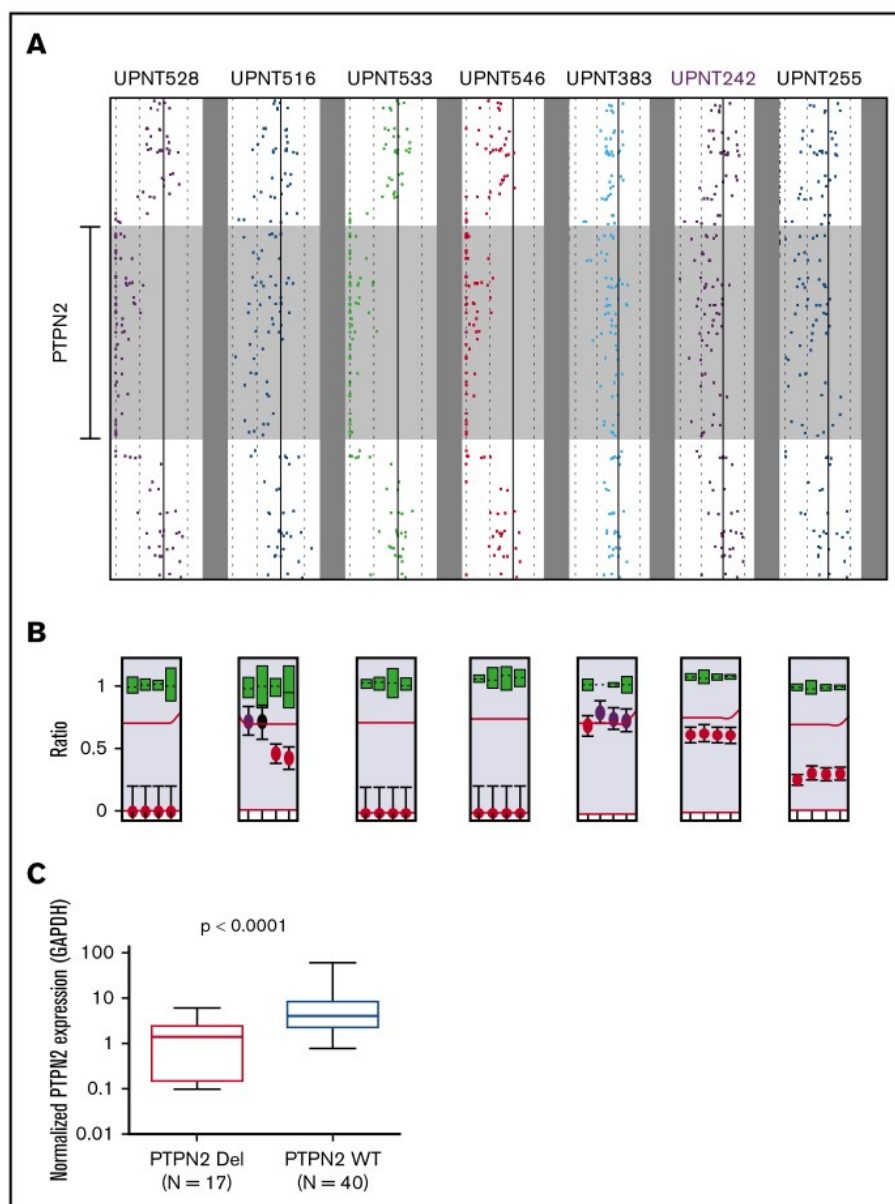 A
UPNT528 UPNT516 UPNT533 UPNT546 UPNT383 UPNT242 UPNT255
PTPN2
B
Ratio
1
0.5
0
C
Normalized PTPN2 expression (GAPDH)
p < 0.0001
100
10
1
0.1
0.01
PTPN2 Del PTPN2 WT
(N = 17) (N = 40)